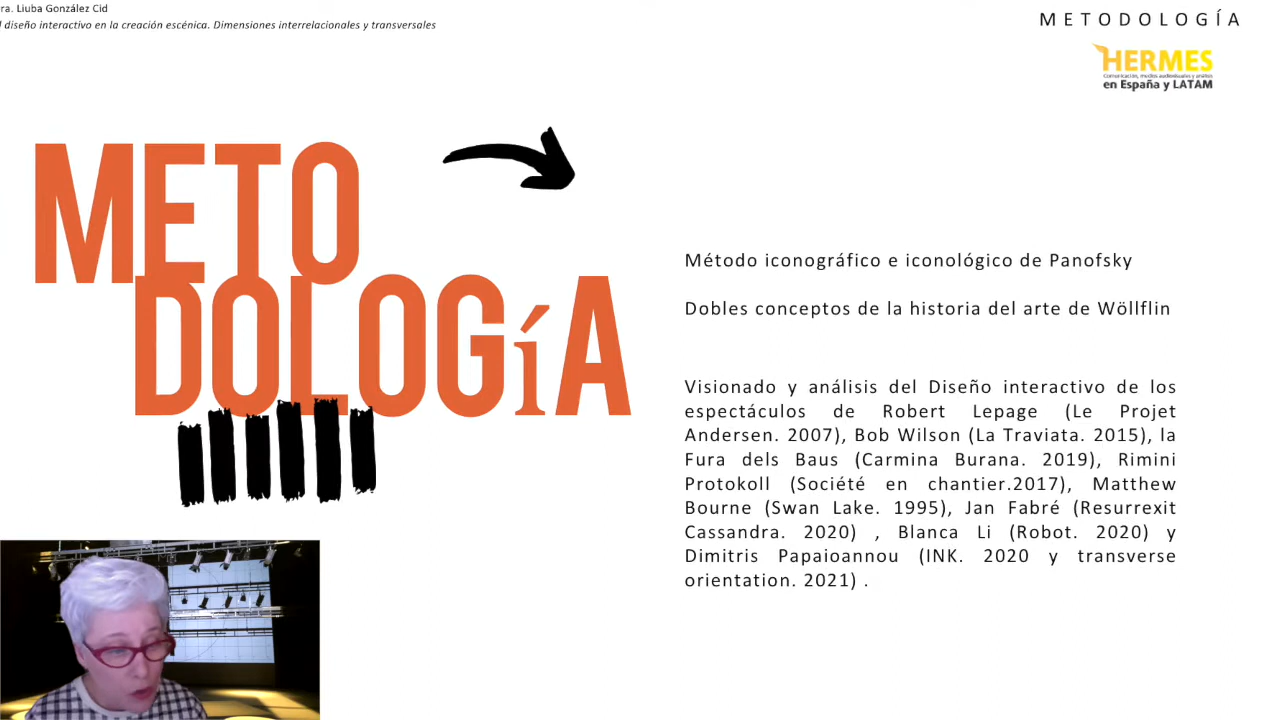 ra. Liuba González Cid
l diseño interactivo en la creación escénica. Dimensiones interrelacionales y transversales
METODOLOGÍA
HERMES
Comunicación, medios audiovisuales y análisis
en España y LATAM
METO
DOLOGíA
Método iconográfico e iconológico de Panofsky
Dobles conceptos de la historia del arte de Wöllflin
Visionado y análisis del Diseño interactivo de los
espectáculos de Robert Lepage (Le Projet
Andersen. 2007), Bob Wilson (La Traviata. 2015), la
Fura dels Baus (Carmina Burana. 2019), Rimini
Protokoll (Société en chantier.2017), Matthew
Bourne (Swan Lake. 1995), Jan Fabré (Resurrexit
Cassandra. 2020) , Blanca Li (Robot. 2020) y
Dimitris Papaioannou (INK. 2020 y transverse
orientation. 2021) .